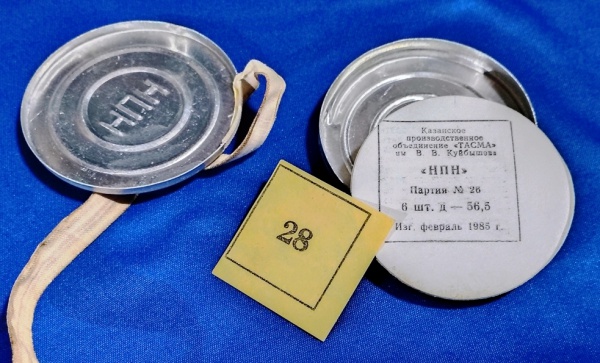 НПН
Казанское
производственное
объединение «ТАСМА»
им В. В. Куйбышева
«НПН»
Партия № 26
6 шт. д — 56,5
Изг. февраль 1985 г.
28